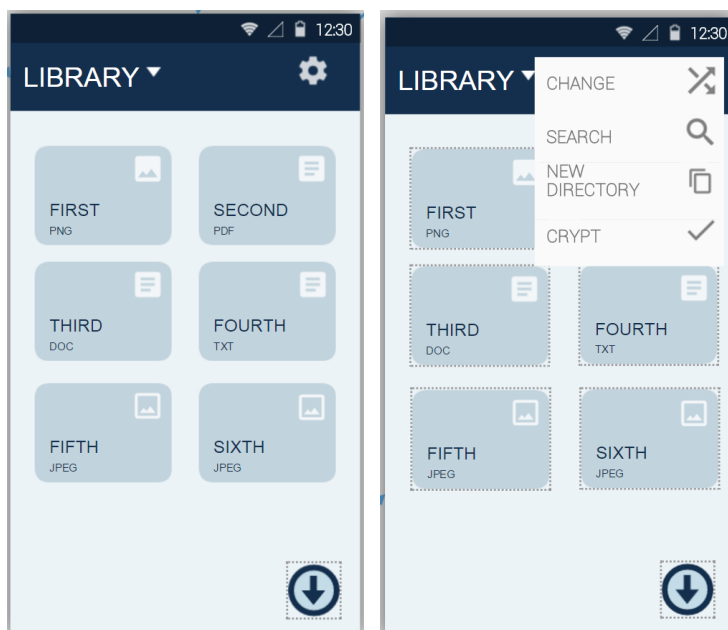 12:30
LIBRARY
FIRST
PNG
SECOND
PDF
THIRD
DOC
FOURTH
TXT
FIFTH
JPEG
SIXTH
JPEG
12:30
LIBRARY
CHANGE
SEARCH
NEW
DIRECTORY
CRYPT
FIRST
PNG
THIRD
DOC
FOURTH
TXT
FIFTH
JPEG
SIXTH
JPEG